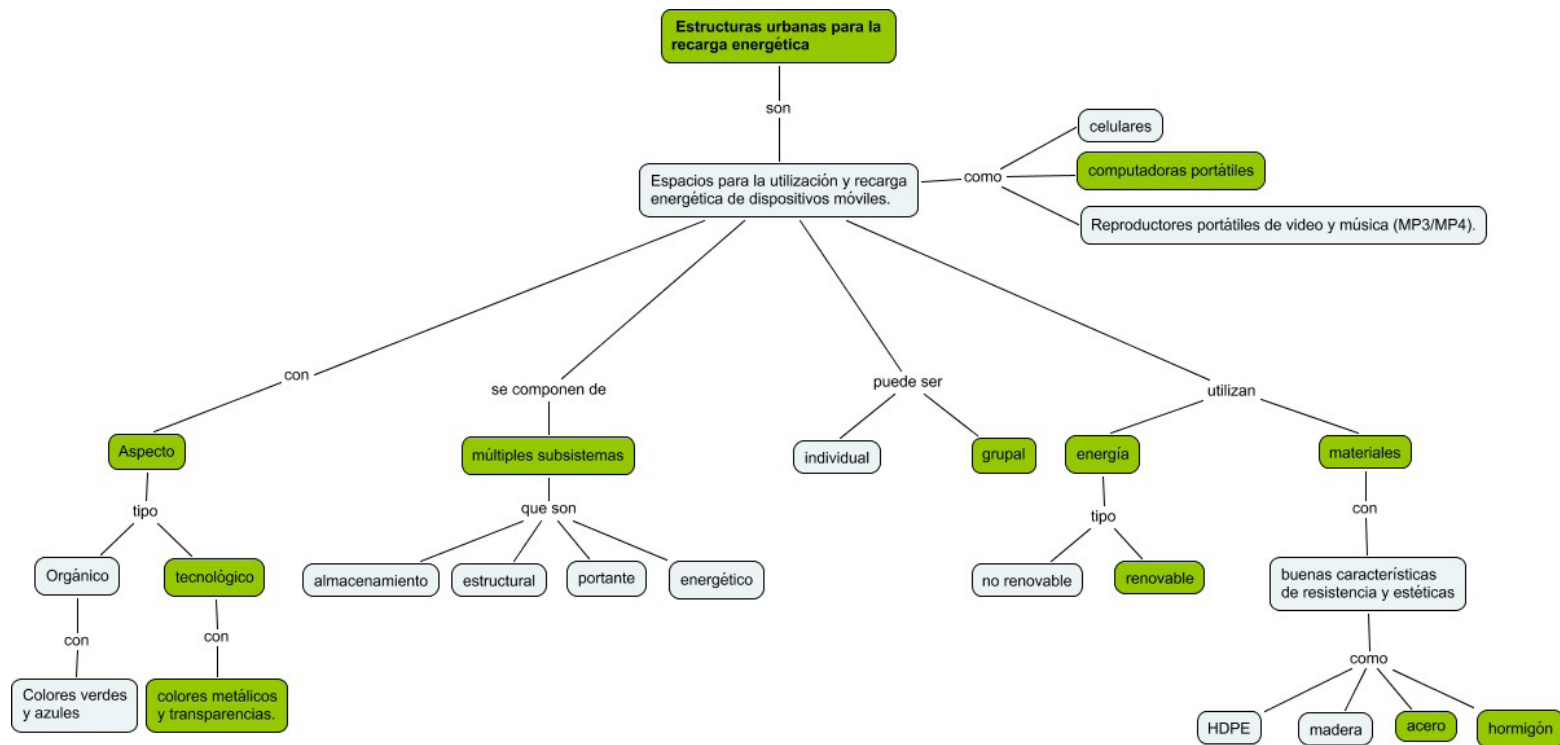 Estructuras urbanas para la
recarga energética
son
celulares
computadoras portátiles
como
Espacios para la utilización y recarga
energética de dispositivos móviles.
Reproductores portátiles de video y música (MP3/MP4).
con
se componen de
puede ser
utilizan
Aspecto
múltiples subsistemas
individual
grupal
energía
materiales
tipo
que son
tipo
con
Orgánico
tecnológico
almacenamiento
estructural
portante
energético
no renovable
renovable
buenas características
de resistencia y estéticas
con
con
como
Colores verdes
y azules
colores metálicos
y transparencias.
HDPE
madera
acero
hormigón